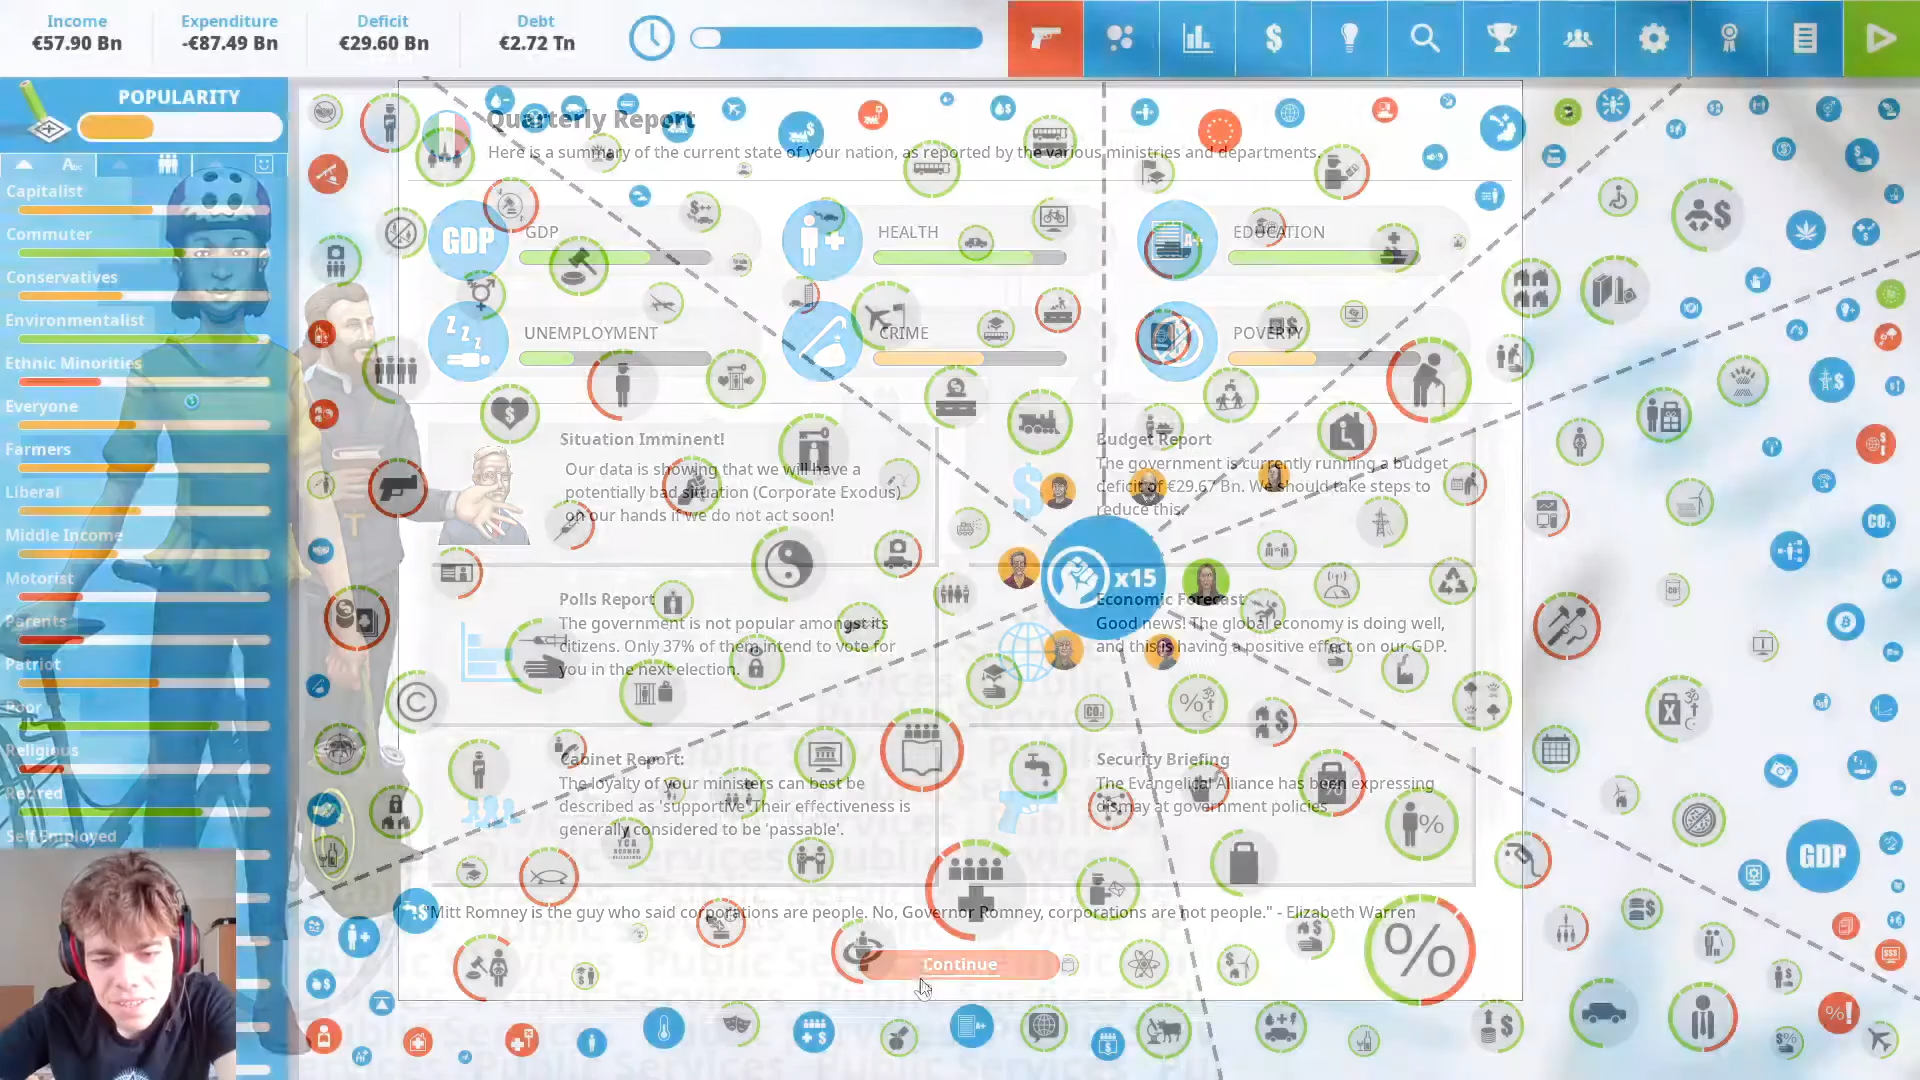 Income
€57.90 Bn
Expenditure
-€87.49 Bn
Deficit
€29.60 Bn
Debt
€2.72 Tn
POPULARITY
Capitalist
Commuter
Conservatives
Environmentalist
Ethnic Minorities
Everyone
Farmers
Liberal
Middle Income
Motorist
Parents
Patriot
Poor
Religious
Retired
Self Employed
Quarterly Report
Here is a summary of the current state of your nation, as reported by the various ministries and departments.
GDP
GDP
HEALTH
EDUCATION
UNEMPLOYMENT
CRIME
POVERTY
Situation Imminent!
Our data is showing that we will have a
potentially bad situation (Corporate Exodus)
on our hands if we do not act soon!
Budget Report
The government is currently running a budget
deficit of €29.67 Bn. We should take steps to
reduce this.
x15
Polls Report
The government is not popular amongst its
citizens. Only 37% of them intend to vote for
you in the next election.
Economic Forecast
Good news! The global economy is doing well,
and this is having a positive effect on our GDP.
Cabinet Report:
The loyalty of your ministers can best be
described as 'supportive'. Their effectiveness is
generally considered to be 'passable'.
Security Briefing
The Evangelical Alliance has been expressing
dismay at government policies
"Mitt Romney is the guy who said corporations are people. No, Governor Romney, corporations are not people." - Elizabeth Warren
Continue
GDP
Public Services